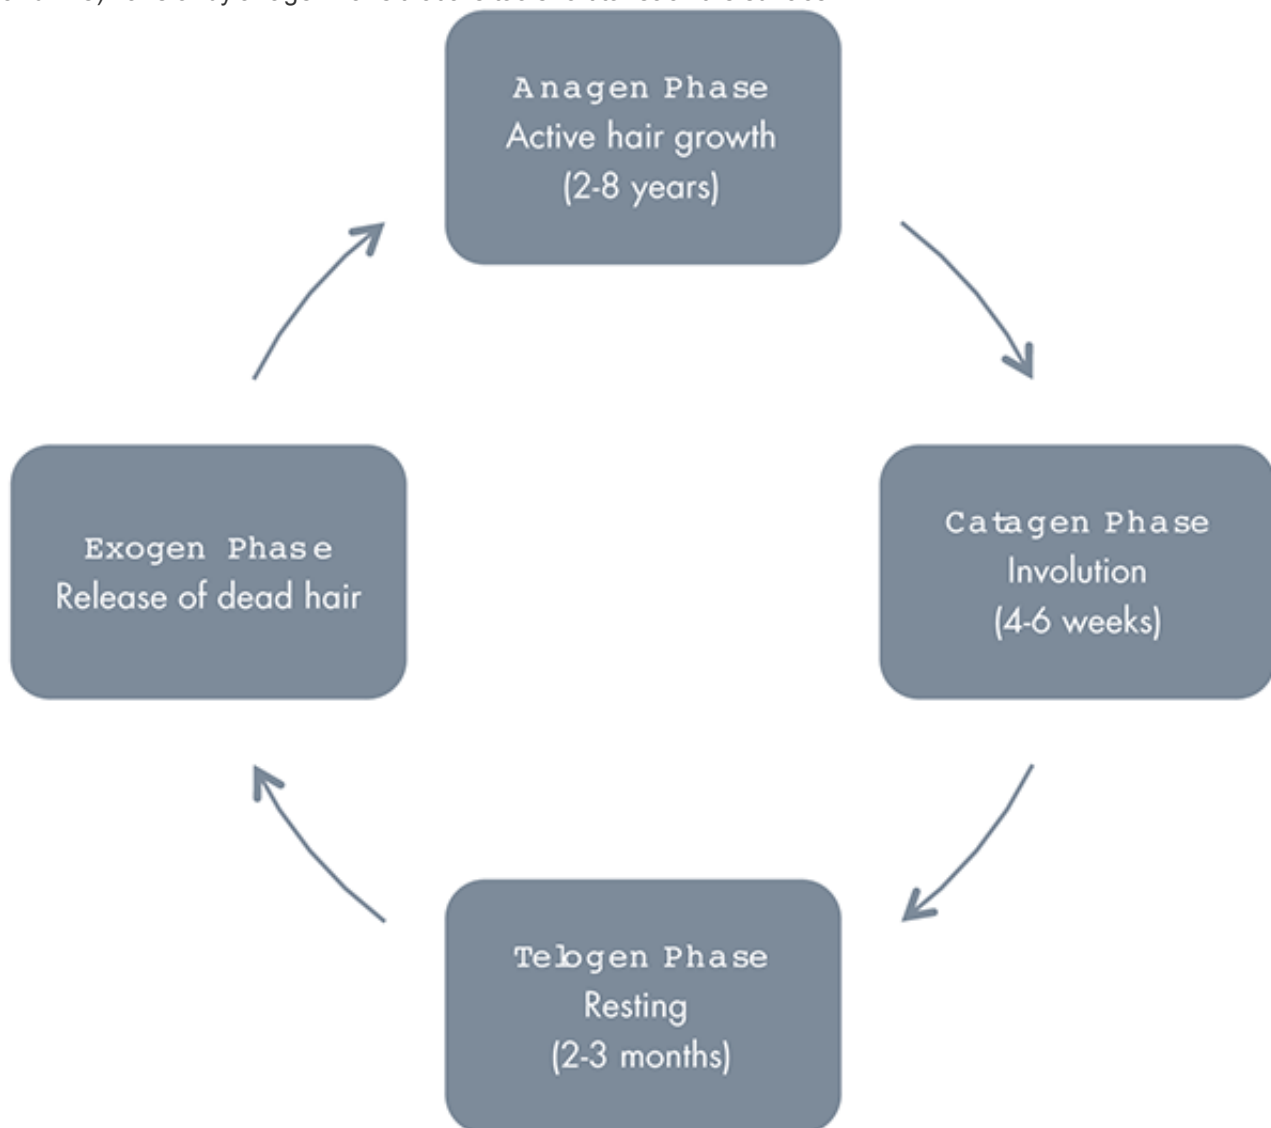 Anagen Phase
Active hair growth
(2-8 years)
Catagen Phase
Involution
(4-6 weeks)
Telogen Phase
Resting
(2-3 months)
Exogen Phase
Release of dead hair